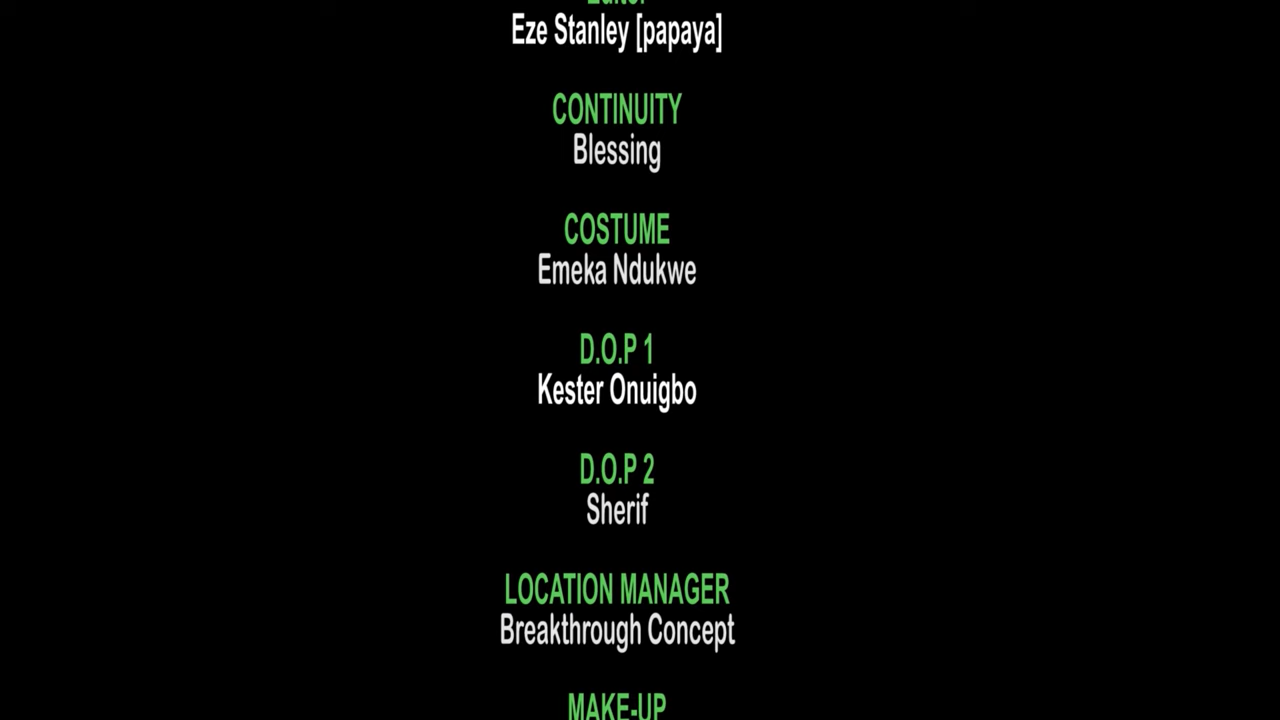 Editor
Eze Stanley [papaya]
CONTINUITY
Blessing
COSTUME
Emeka Ndukwe
D.O.P 1
Kester Onuigbo
D.O.P 2
Sherif
LOCATION MANAGER
Breakthrough Concept
MAKE-UP